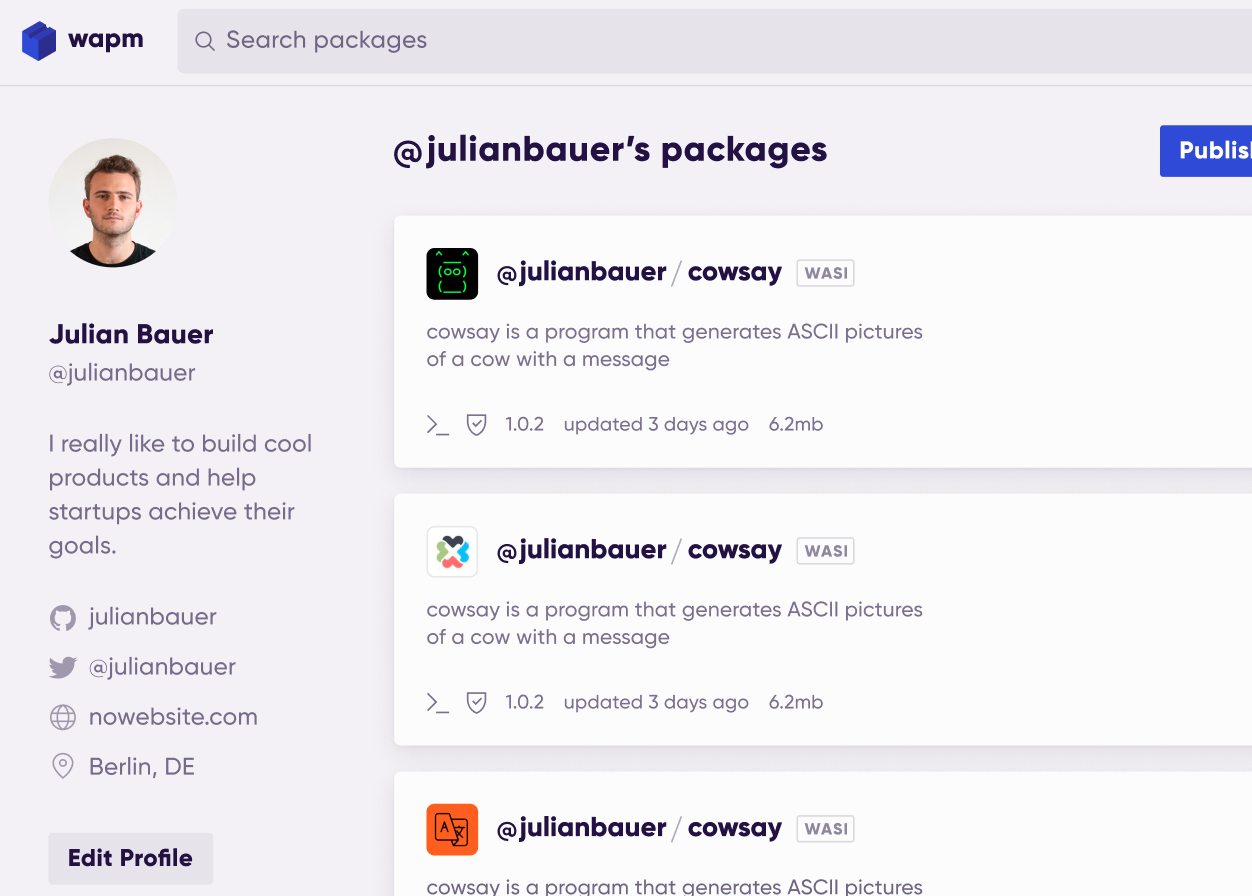 wapm
Search packages
Julian Bauer
@julianbauer
I really like to build cool
products and help
startups achieve their
goals.
julianbauer
@julianbauer
nowebsite.com
Berlin, DE
Edit Profile
@julianbauer’s packages
Publish
@julianbauer / cowsay WASI
cowsay is a program that generates ASCII pictures
of a cow with a message
1.0.2 updated 3 days ago 6.2mb
@julianbauer / cowsay WASI
cowsay is a program that generates ASCII pictures
of a cow with a message
1.0.2 updated 3 days ago 6.2mb
@julianbauer / cowsay WASI
cowsay is a program that generates ASCII pictures